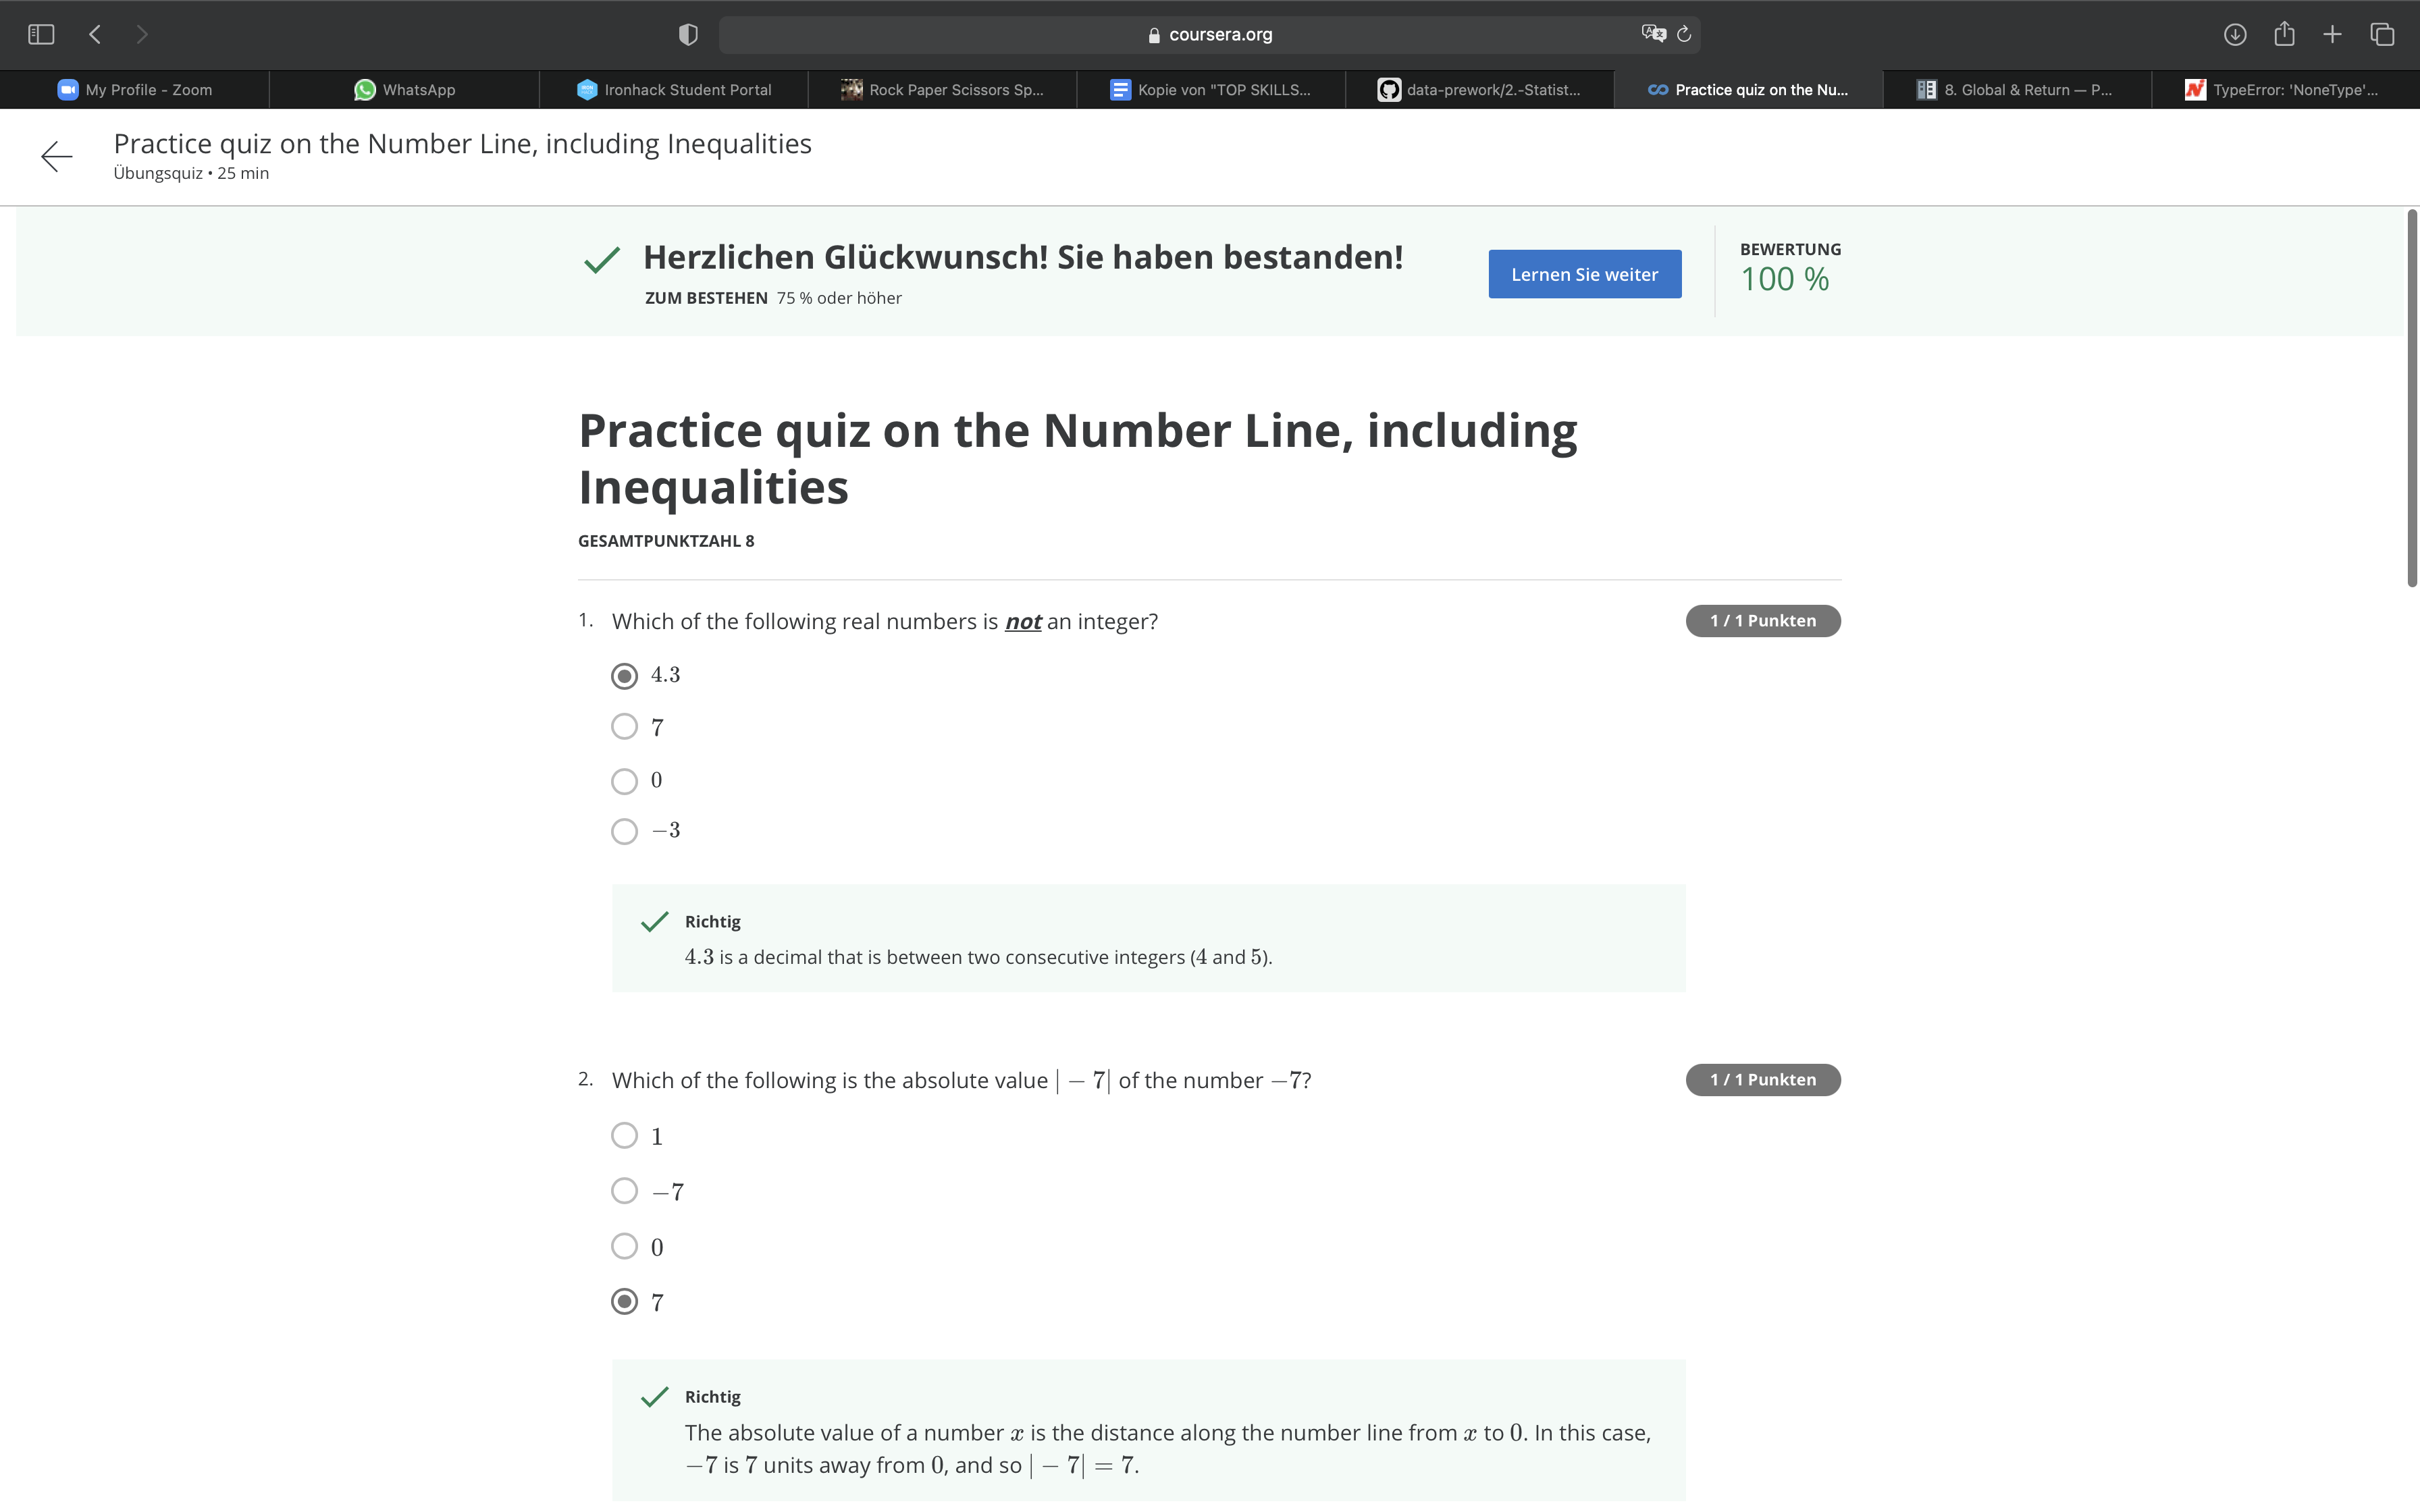 coursera.org
My Profile - Zoom
WhatsApp
Ironhack Student Portal
Rock Paper Scissors Sp...
Kopie von "TOP SKILLS...
data-prework/2.-Statist...
Practice quiz on the Nu...
8. Global & Return — P...
TypeError: 'NoneType'...
Practice quiz on the Number Line, including Inequalities
Übungsquiz • 25 min
Herzlichen Glückwunsch! Sie haben bestanden!
ZUM BESTEHEN 75 % oder höher
Lernen Sie weiter
BEWERTUNG
100 %
Practice quiz on the Number Line, including
Inequalities
GESAMTPUNKTZAHL 8
1. Which of the following real numbers is not an integer?
1 / 1 Punkten
4.3
7
0
−3
Richtig
4.3 is a decimal that is between two consecutive integers (4 and 5).
2. Which of the following is the absolute value | − 7| of the number −7?
1 / 1 Punkten
1
−7
0
7
Richtig
The absolute value of a number x is the distance along the number line from x to 0. In this case,
−7 is 7 units away from 0, and so | − 7| = 7.